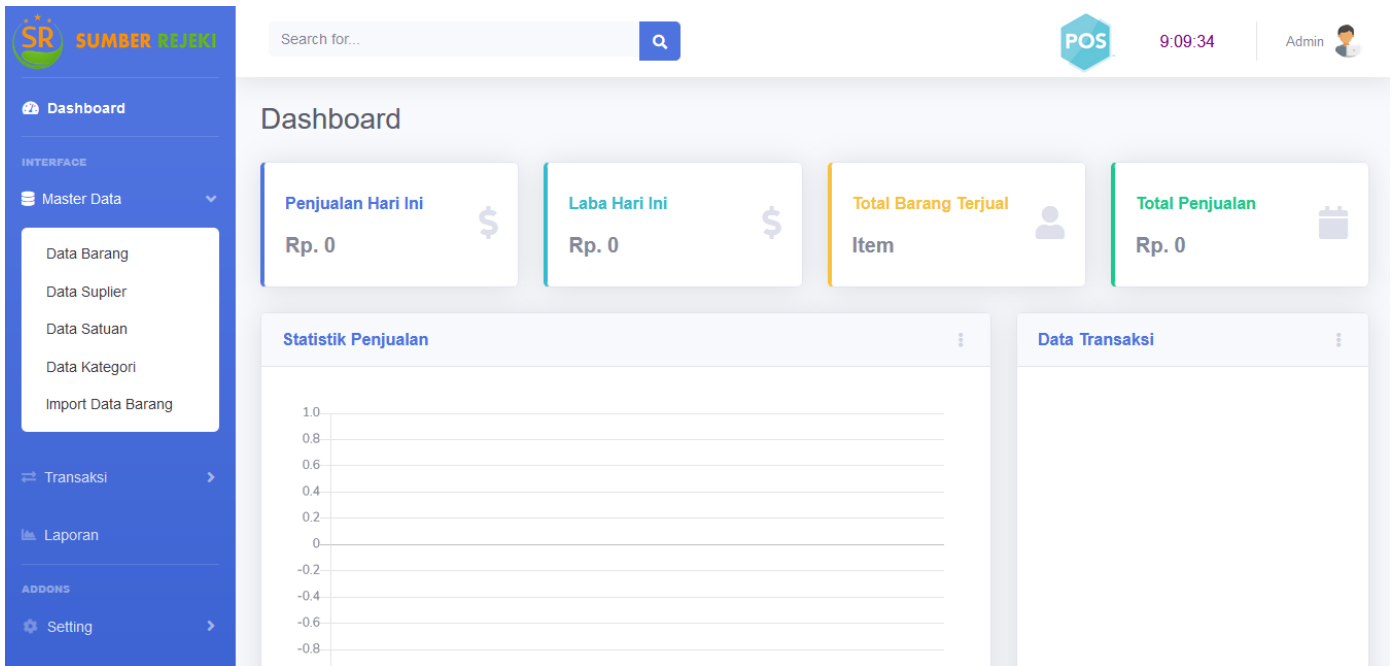 SR SUMBER REJEKI
Search for...
POS
9:09:34
Admin
Dashboard
INTERFACE
Master Data
Data Barang
Data Suplier
Data Satuan
Data Kategori
Import Data Barang
Transaksi
Laporan
ADDONS
Setting
Dashboard
Penjualan Hari Ini
Rp. 0
Laba Hari Ini
Rp. 0
Total Barang Terjual
Item
Total Penjualan
Rp. 0
Statistik Penjualan
1.0
0.8
0.6
0.4
0.2
0
-0.2
-0.4
-0.6
-0.8
Data Transaksi